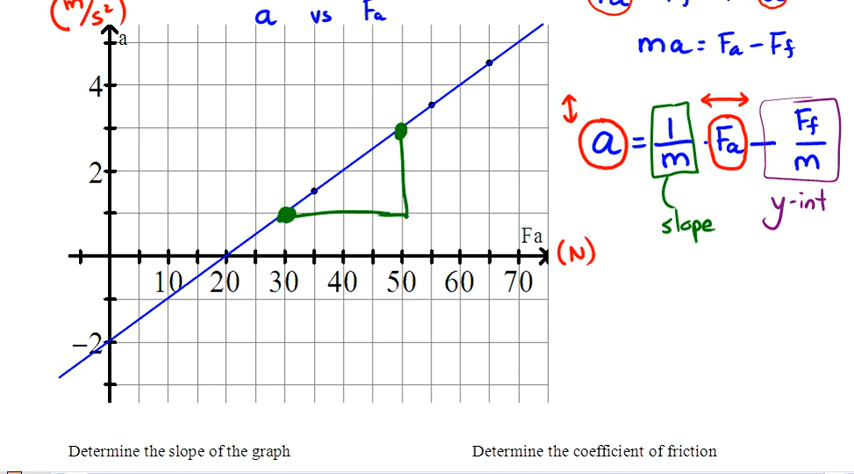 (m/s²)
a vs Fa
a
ma = Fa - Ff
4
a = 1/m · Fa - Ff/m
2
slope
y-int
Fa
(N)
10 20 30 40 50 60 70
-2
Determine the slope of the graph
Determine the coefficient of friction